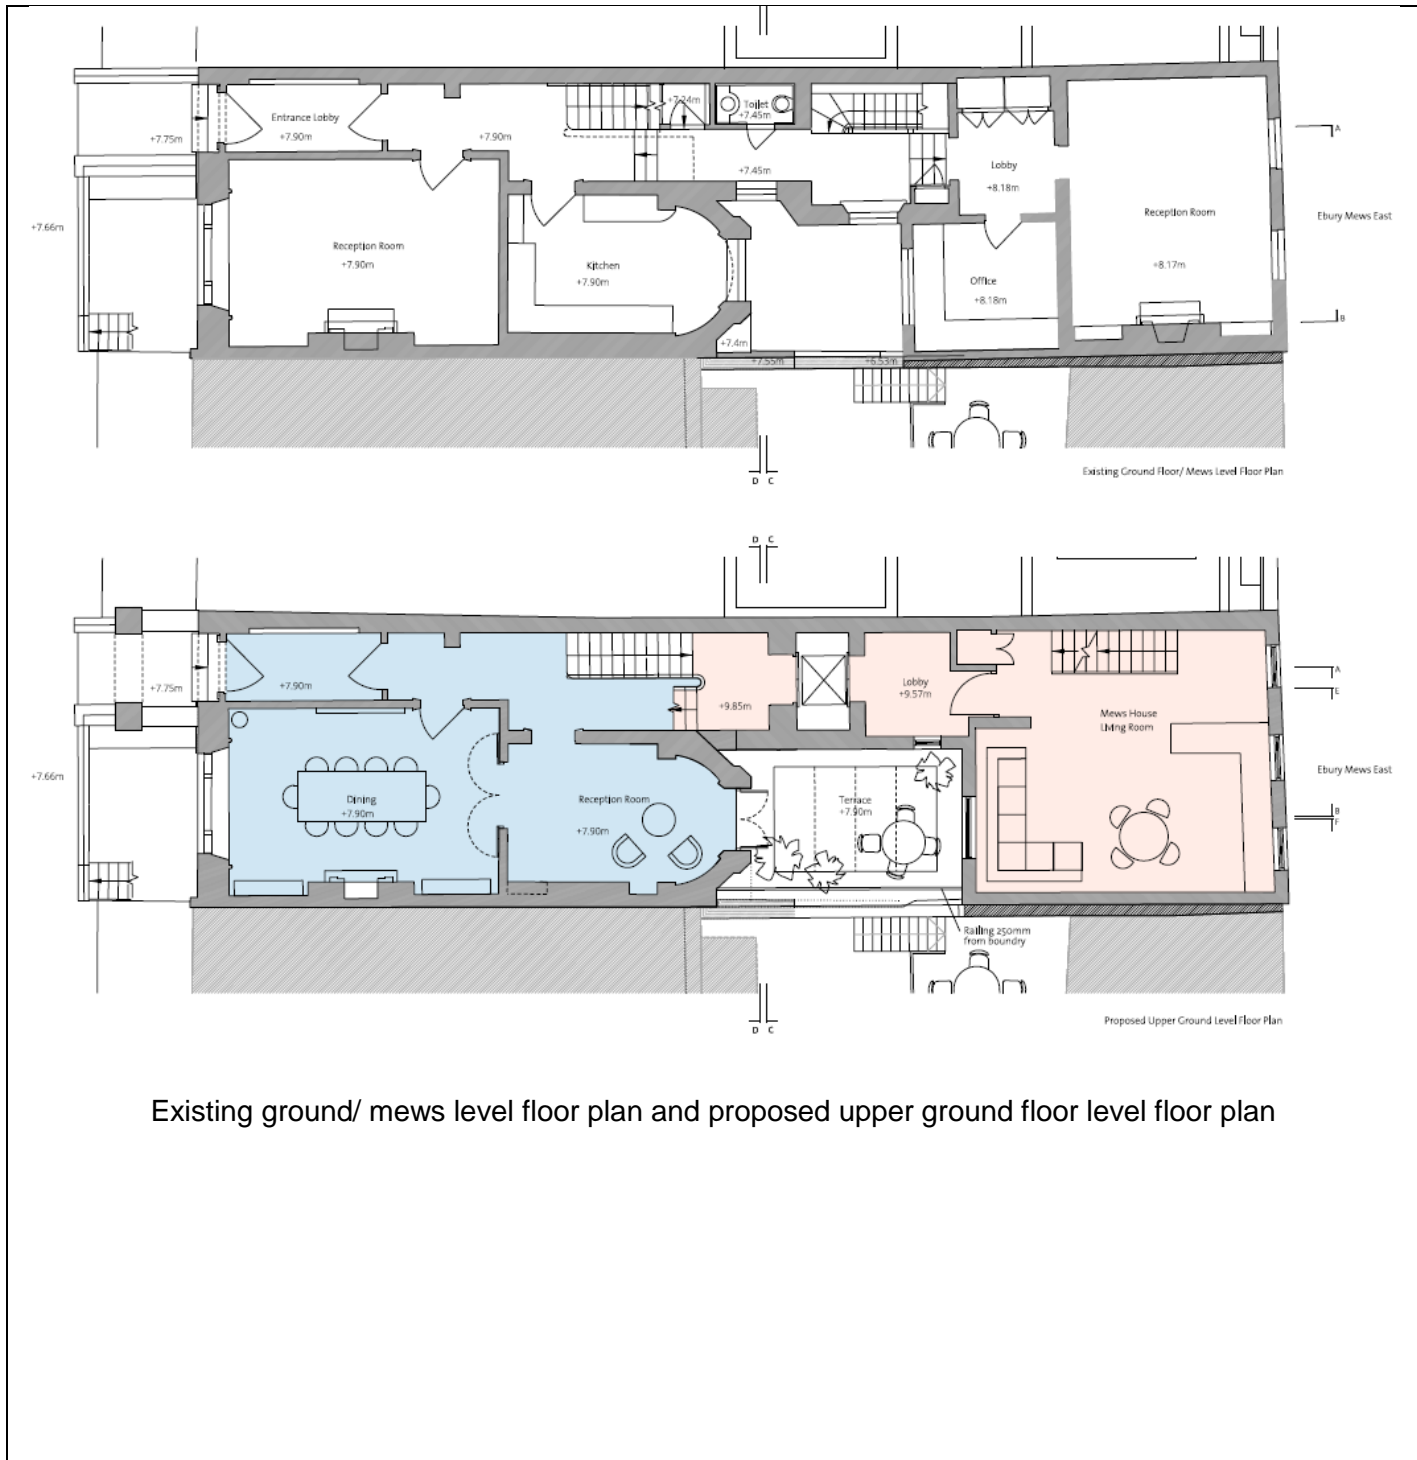 +7.24m
Toilet
+7.45m
Entrance Lobby
+7.90m
+7.90m
+7.75m
A
+7.45m
Lobby
+8.18m
Reception Room
+8.17m
Ebury Mews East
+7.66m
Reception Room
+7.90m
Kitchen
+7.90m
Office
+8.18m
B
+7.4m
+7.55m
+6.53m
Existing Ground Floor/ Mews Level Floor Plan
D C
D C
+7.75m
+7.90m
Lobby
+9.57m
A
E
+9.85m
Mews House
Living Room
Ebury Mews East
+7.66m
Dining
+7.90m
Reception Room
+7.90m
Terrace
+7.90m
B
F
Railing 250mm
from boundry
Proposed Upper Ground Level Floor Plan
D C
Existing ground/ mews level floor plan and proposed upper ground floor level floor plan